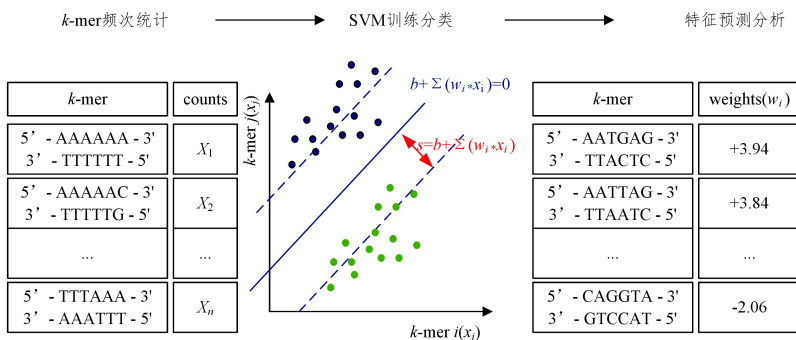 k-mer频次统计 SVM训练分类 特征预测分析
k-mer counts
5’ - AAAAAA - 3'
3’ - TTTTTT - 5'
X1
5’ - AAAAAC - 3'
3’ - TTTTTG - 5'
X2
... ...
5’ - TTTAAA - 3'
3’ - AAATTT - 5'
Xn
k-mer j(xj)
b+Σ(wi*xi)=0
s=b+Σ(wi*xi)
k-mer i(xi)
k-mer weights(wi)
5’ - AATGAG - 3'
3’ - TTACTC - 5'
+3.94
5’ - AATTAG - 3'
3’ - TTAATC - 5'
+3.84
... ...
5’ - CAGGTA - 3'
3’ - GTCCAT - 5'
-2.06